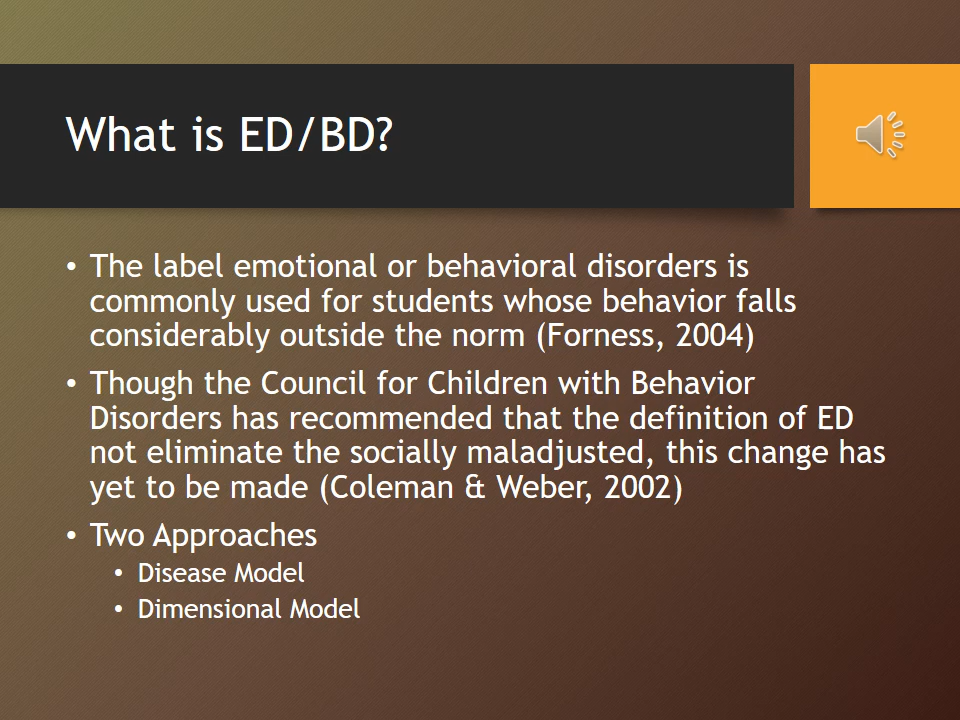 What is ED/BD?
• The label emotional or behavioral disorders is
commonly used for students whose behavior falls
considerably outside the norm (Forness, 2004)
• Though the Council for Children with Behavior
Disorders has recommended that the definition of ED
not eliminate the socially maladjusted, this change has
yet to be made (Coleman & Weber, 2002)
• Two Approaches
• Disease Model
• Dimensional Model